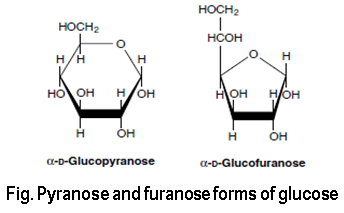 HOCH₂
HOCH₂
HCOH
O
O
H
H
H
H
H
HO
OH
H
OH
H
OH
H
OH
H
OH
H
OH
α-D-Glucopyranose
α-D-Glucofuranose
Fig. Pyranose and furanose forms of glucose